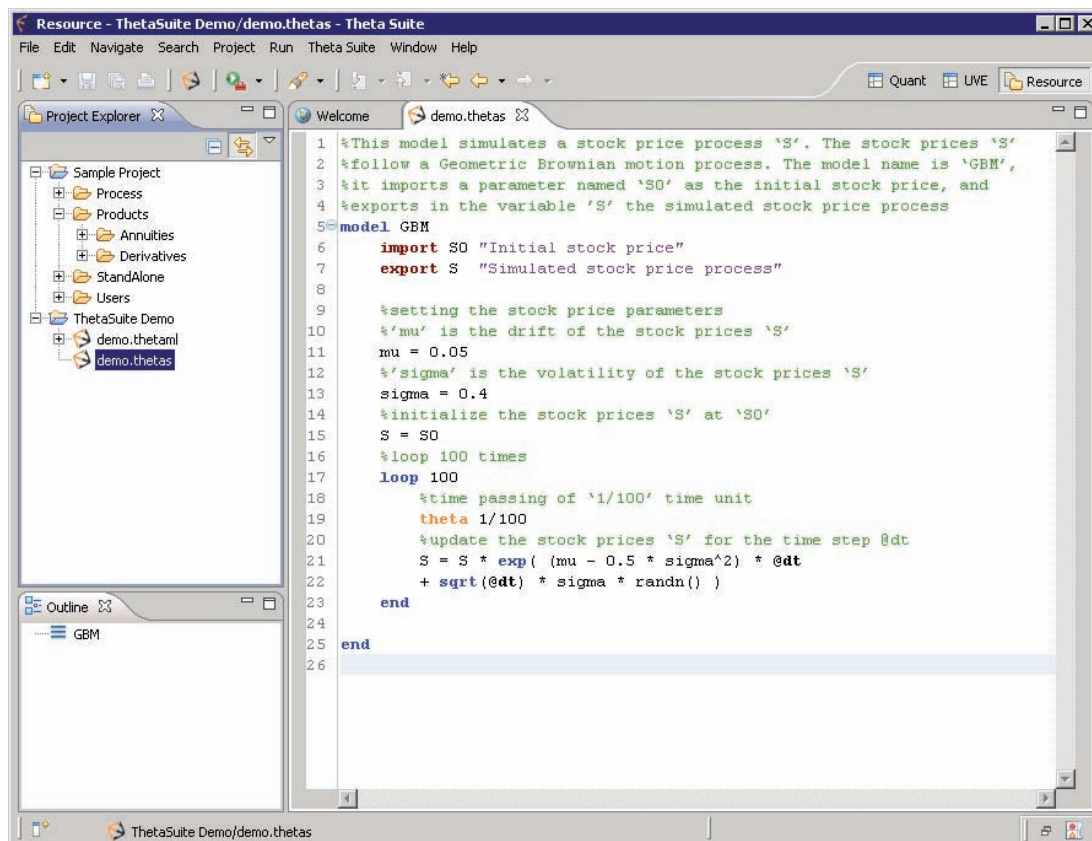 Resource - ThetaSuite Demo/demo.thetas - Theta Suite
File Edit Navigate Search Project Run Theta Suite Window Help
Quant UVE Resource
Project Explorer
Sample Project
Process
Products
Annuities
Derivatives
StandAlone
Users
ThetaSuite Demo
demo.thetaml
demo.thetas
Outline
GBM
Welcome demo.thetas
1 %This model simulates a stock price process `S'. The stock prices `S'
2 %follow a Geometric Brownian motion process. The model name is `GBM',
3 %it imports a parameter named `S0' as the initial stock price, and
4 %exports in the variable 'S' the simulated stock price process
5 model GBM
6 import S0 "Initial stock price"
7 export S "Simulated stock price process"
8
9 %setting the stock price parameters
10 %'mu' is the drift of the stock prices `S'
11 mu = 0.05
12 %'sigma' is the volatility of the stock prices `S'
13 sigma = 0.4
14 %initialize the stock prices `S' at `S0'
15 S = S0
16 %loop 100 times
17 loop 100
18 %time passing of `1/100' time unit
19 theta 1/100
20 %update the stock prices `S' for the time step @dt
21 S = S * exp( (mu - 0.5 * sigma^2) * @dt
22 + sqrt(@dt) * sigma * randn() )
23 end
24
25 end
26
ThetaSuite Demo/demo.thetas